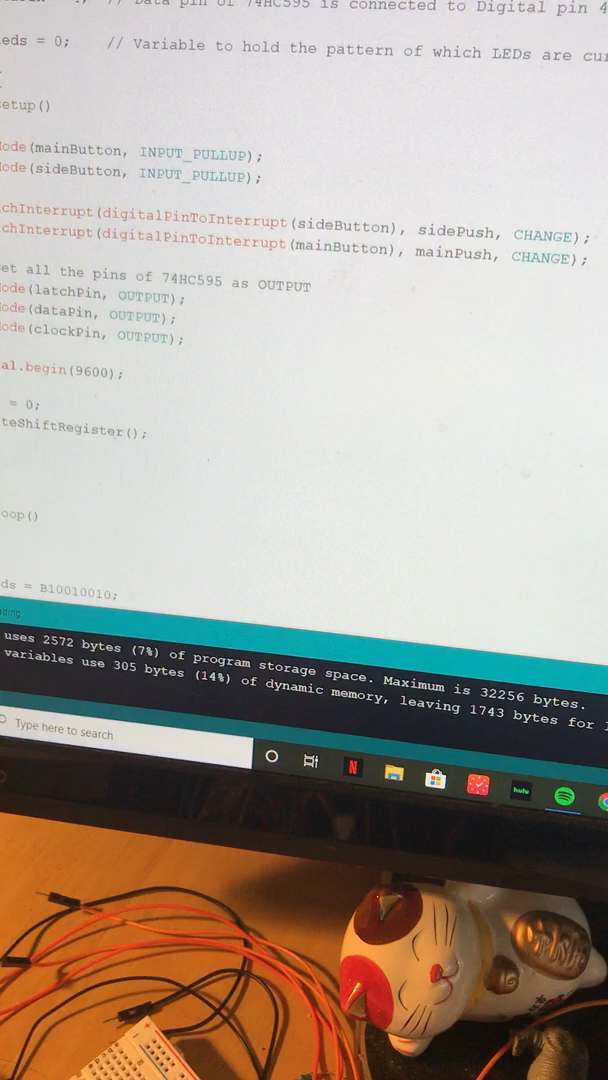 // Data pin of 74HC595 is connected to Digital pin 4
eds = 0;    // Variable to hold the pattern of which LEDs are cur
etup()
ode(mainButton, INPUT_PULLUP);
ode(sideButton, INPUT_PULLUP);
chInterrupt(digitalPinToInterrupt(sideButton), sidePush, CHANGE);
chInterrupt(digitalPinToInterrupt(mainButton), mainPush, CHANGE);
et all the pins of 74HC595 as OUTPUT
ode(latchPin, OUTPUT);
ode(dataPin, OUTPUT);
ode(clockPin, OUTPUT);
al.begin(9600);
= 0;
teShiftRegister();
oop()
ds = B10010010;
ding
uses 2572 bytes (7%) of program storage space. Maximum is 32256 bytes.
variables use 305 bytes (14%) of dynamic memory, leaving 1743 bytes for l
Type here to search
N
hulu